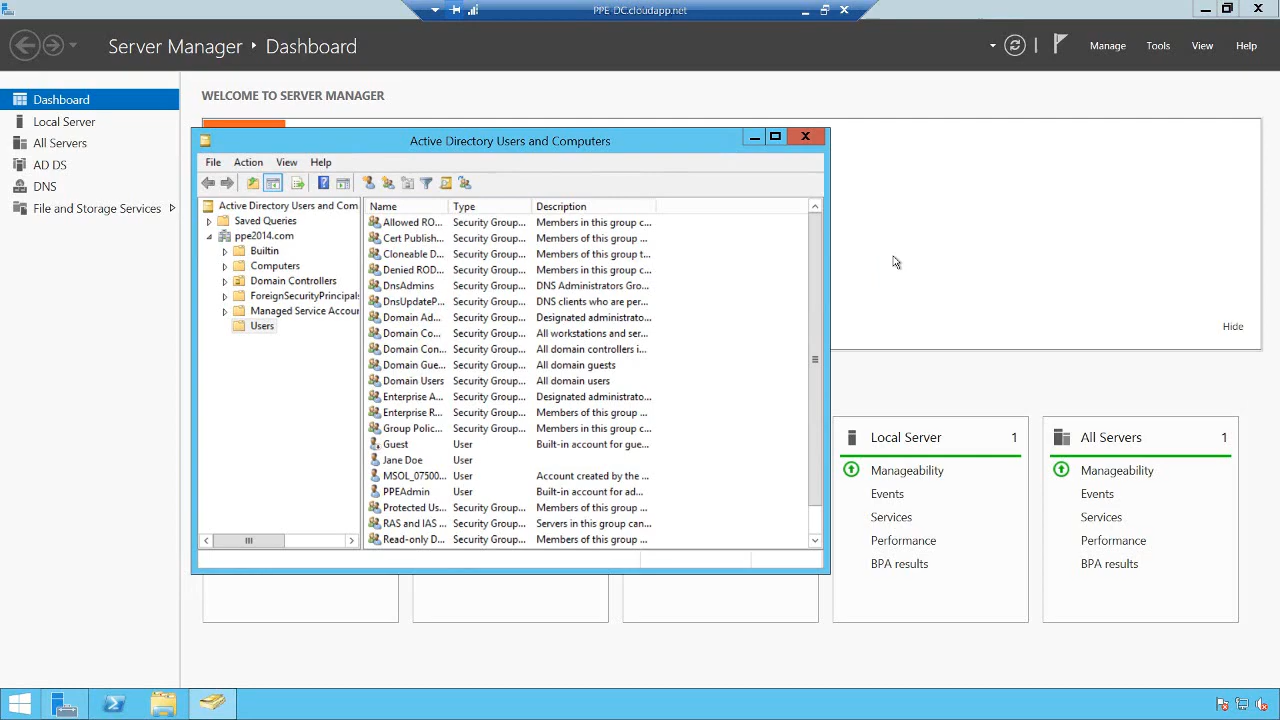 PPE-DC.cloudapp.net
Server Manager
Dashboard
Manage Tools View Help
Dashboard
Local Server
All Servers
AD DS
DNS
File and Storage Services
WELCOME TO SERVER MANAGER
Hide
Active Directory Users and Computers
File Action View Help
Active Directory Users and Com
Saved Queries
ppe2014.com
Builtin
Computers
Domain Controllers
ForeignSecurityPrincipals
Managed Service Accou
Users
Name Type Description
Allowed RO... Security Group... Members in this group c...
Cert Publish... Security Group... Members of this group ...
Cloneable D... Security Group... Members of this group t...
Denied ROD... Security Group... Members in this group c...
DnsAdmins Security Group... DNS Administrators Gro...
DnsUpdateP... Security Group... DNS clients who are per...
Domain Ad... Security Group... Designated administrato...
Domain Co... Security Group... All workstations and ser...
Domain Con... Security Group... All domain controllers i...
Domain Gue... Security Group... All domain guests
Domain Users Security Group... All domain users
Enterprise A... Security Group... Designated administrato...
Enterprise R... Security Group... Members of this group ...
Group Polic... Security Group... Members in this group c...
Guest User Built-in account for gue...
Jane Doe User
MSOL_07500... User Account created by the ...
PPEAdmin User Built-in account for ad...
Protected Us... Security Group... Members of this group ...
RAS and IAS ... Security Group... Servers in this group can...
Read-only D... Security Group... Members of this group ...
Local Server 1
Manageability
Events
Services
Performance
BPA results
All Servers 1
Manageability
Events
Services
Performance
BPA results